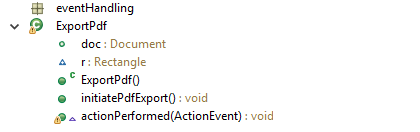 eventHandling
ExportPdf
doc : Document
r : Rectangle
ExportPdf()
initiatePdfExport() : void
actionPerformed(ActionEvent) : void